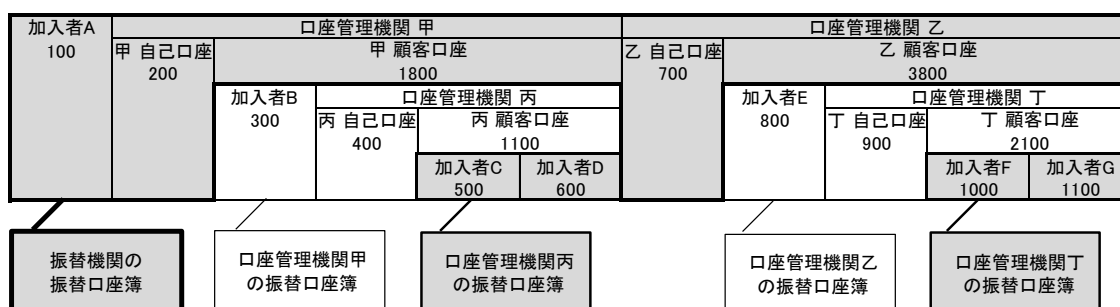 加入者A 口座管理機関 甲 口座管理機関 乙
100 甲 自己口座 甲 顧客口座 乙 自己口座 乙 顧客口座
200 1800 700 3800
加入者B 口座管理機関 丙 加入者E 口座管理機関 丁
300 丙 自己口座 丙 顧客口座 800 丁 自己口座 丁 顧客口座
400 1100 900 2100
加入者C 加入者D 加入者F 加入者G
500 600 1000 1100
振替機関の
振替口座簿
口座管理機関甲
の振替口座簿
口座管理機関丙
の振替口座簿
口座管理機関乙
の振替口座簿
口座管理機関丁
の振替口座簿